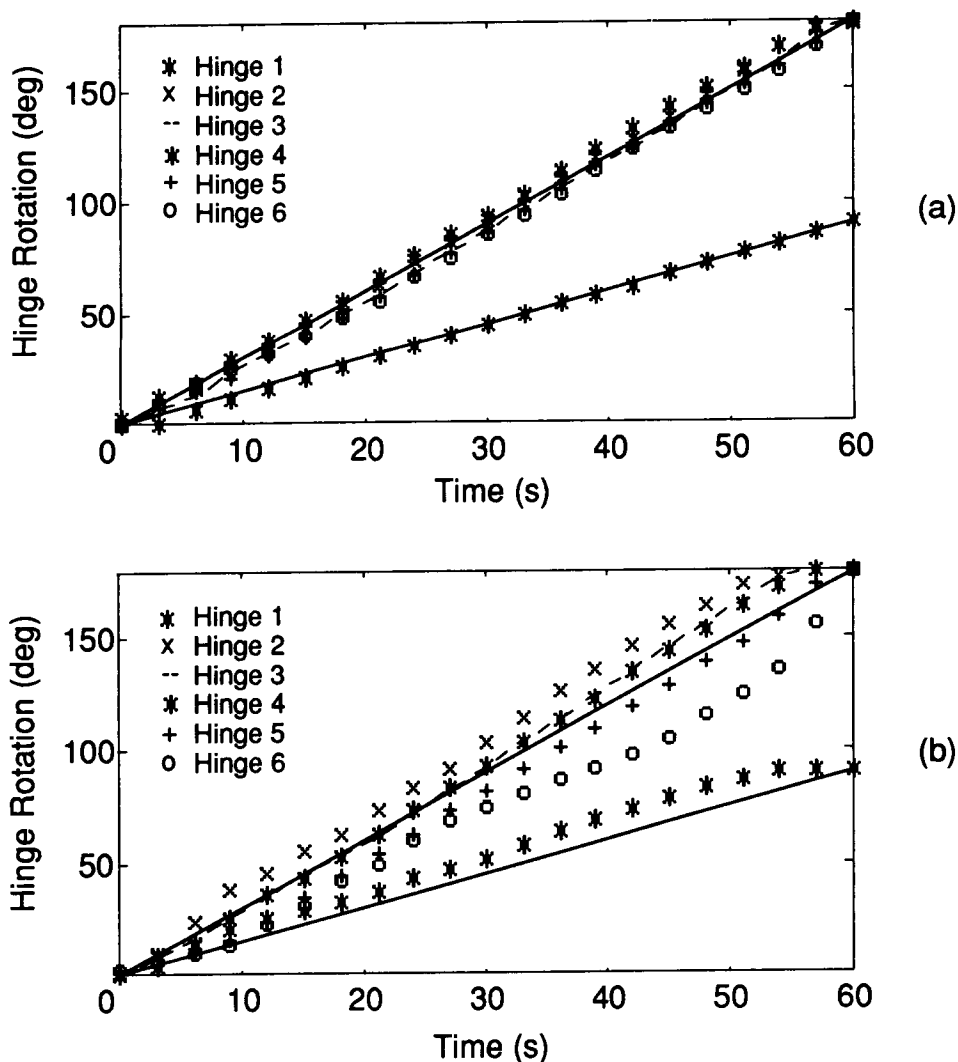 Hinge Rotation (deg)
150
100
50
✳ Hinge 1
× Hinge 2
-- Hinge 3
✳ Hinge 4
+ Hinge 5
o Hinge 6
(a)
0 10 20 30 40 50 60
Time (s)
Hinge Rotation (deg)
150
100
50
✳ Hinge 1
× Hinge 2
-- Hinge 3
✳ Hinge 4
+ Hinge 5
o Hinge 6
(b)
0 10 20 30 40 50 60
Time (s)